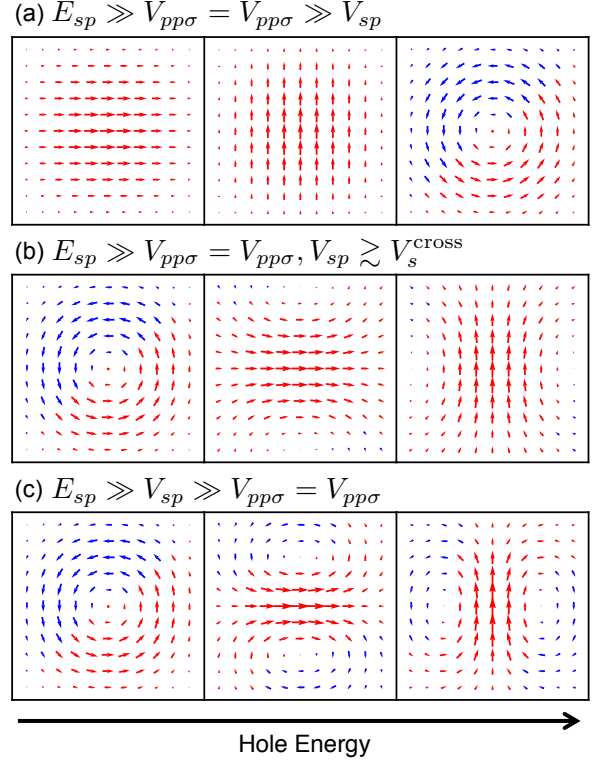 (a) $E_{sp} \gg V_{pp\sigma} = V_{pp\sigma} \gg V_{sp}$
(b) $E_{sp} \gg V_{pp\sigma} = V_{pp\sigma}, V_{sp} \gtrsim V_s^{\text{cross}}$
(c) $E_{sp} \gg V_{sp} \gg V_{pp\sigma} = V_{pp\sigma}$
Hole Energy